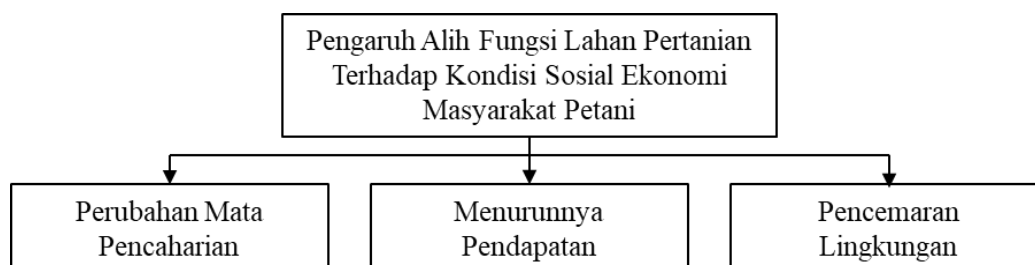 Pengaruh Alih Fungsi Lahan Pertanian
Terhadap Kondisi Sosial Ekonomi
Masyarakat Petani
Perubahan Mata
Pencaharian
Menurunnya
Pendapatan
Pencemaran
Lingkungan